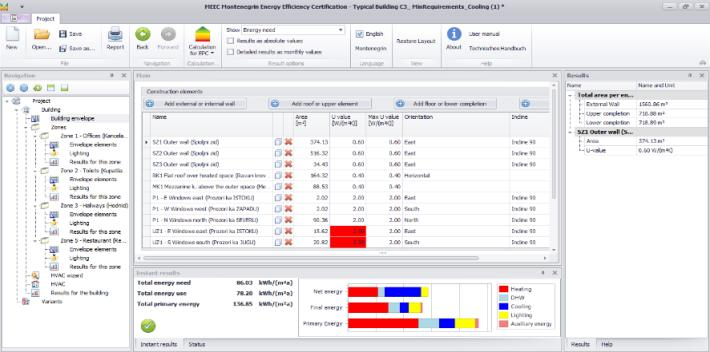 MEEC Montenegrin Energy Efficiency Certification - Typical Building C3_ MinRequirements_Cooling (1) *
Project
New
Open...
Save
Save as...
Report
Back
Forward
Calculation for EPC
Show Energy need
Results as absolute values
Detailed results as monthly values
English
Montenegrin
Restore Layout
About
User manual
Technisches Handbuch
File
Navigation
Calculation
Result options
Language
View
Help
Navigation
Project
Building
Building envelope
Zones
Zone 1 - Offices (Kancela...
Envelope elements
Lighting
Results for this zone
Zone 2 - Toilets (Kupatila
Envelope elements
Lighting
Results for this zone
Zone 3 - Hallways (Hodnici)
Envelope elements
Lighting
Results for this zone
Zone 5 - Restaurant (Re...
Envelope elements
Lighting
Results for this zone
HVAC wizard
HVAC
Results for the building
Variants
Main
Construction elements
Add external or internal wall
Add roof or upper element
Add floor or lower completion
Name Area [m²] U value [W/(m²K)] Max U value [W/(m²K)] Orientation Incline
SZ1 Outer wall (Spoljni zid) 374.13 0.60 0.60 East Incline 90
SZ2 Outer wall (Spoljni zid) 516.32 0.60 0.60 East Incline 90
SZ3 Outer wall (Spoljni zid) 34.43 0.60 0.60 East Incline 90
RK1 Flat roof over heated space (Ravan krov 164.32 0.40 0.40 Horizontal
MK1 Mezzanine k. above the outer space (Me... 88.53 0.40 0.40
P1 - E Windows east (Prozori ka ISTOKU) 2.02 2.00 2.00 East Incline 90
P1 - W Windows west (Prozori ka ZAPADU) 2.02 2.00 2.00 South Incline 90
P1 - N Windows north (Prozori ka SEVERU) 90.36 2.00 2.00 North Incline 90
UZ1 - E Windows east (Prozori ka ISTOKU) 15.62 2.00 East Incline 90
UZ1 - S Windows south (Prozori ka JUGU) 20.82 2.00 South Incline 90
Instant results
Total energy need 86.03 kWh/(m²a)
Total energy use 78.20 kWh/(m²a)
Total primary energy 136.85 kWh/(m²a)
Net energy
Final energy
Primary Energy
Heating
DHW
Cooling
Lighting
Auxiliary energy
Instant results Status
Results
Name Name and Unit
Total area per en...
External Wall 1560.86 m²
Upper completion 718.88 m²
Lower completion 718.89 m²
SZ1 Outer wall (S...
Area 374.13 m²
U-value 0.60 W/(m²K)
Results Help